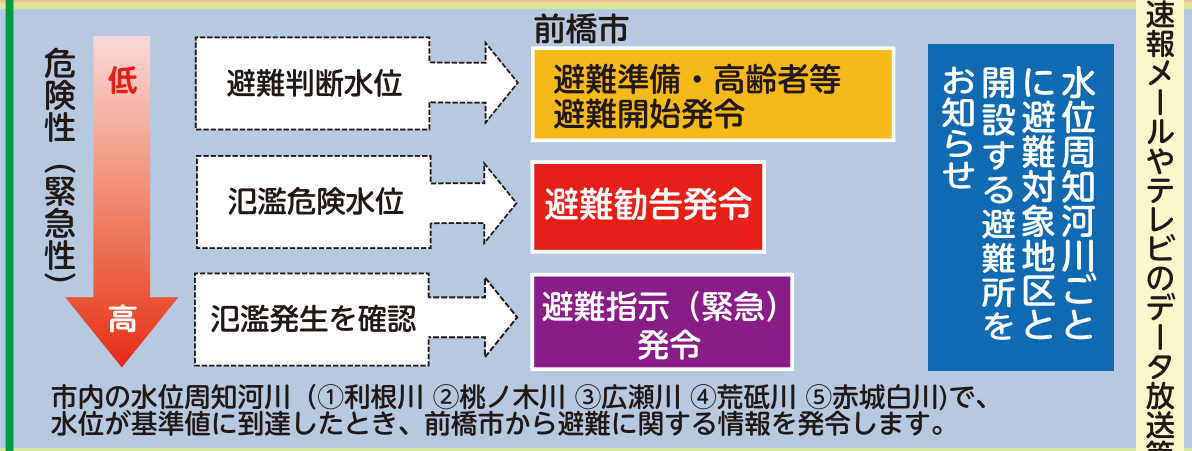 前橋市
危険性（緊急性）
低
高
避難判断水位
避難準備・高齢者等
避難開始発令
氾濫危険水位
避難勧告発令
氾濫発生を確認
避難指示（緊急）
発令
水位周知河川ごと
に避難対象地区と
開設する避難所を
お知らせ
速報メールやテレビのデータ放送等
市内の水位周知河川（①利根川 ②桃ノ木川 ③広瀬川 ④荒砥川 ⑤赤城白川)で、
水位が基準値に到達したとき、前橋市から避難に関する情報を発令します。